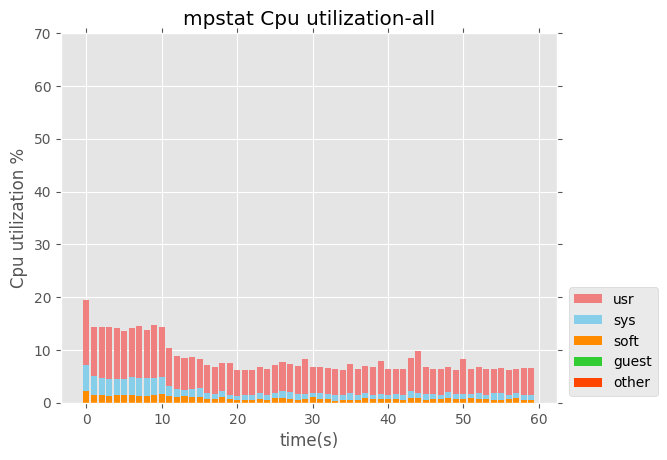 mpstat Cpu utilization-all
Cpu utilization %
70
60
50
40
30
20
10
0
0 10 20 30 40 50 60
time(s)
usr
sys
soft
guest
other